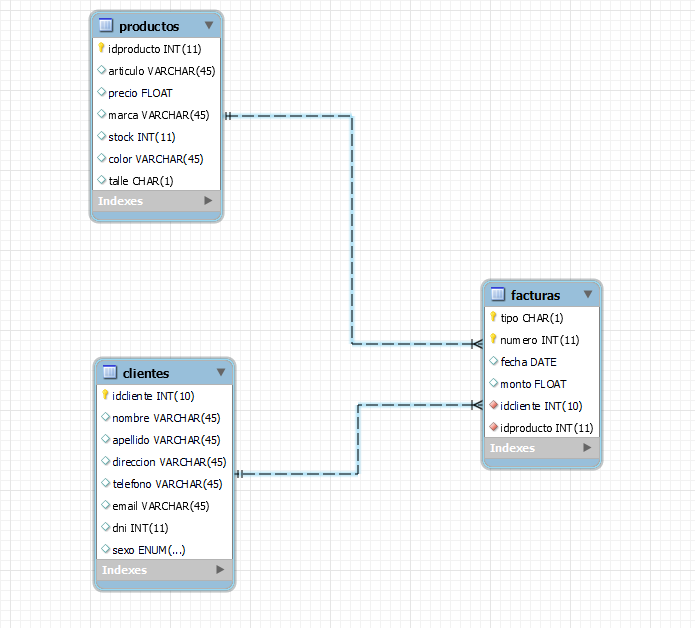 productos
idproducto INT(11)
articulo VARCHAR(45)
precio FLOAT
marca VARCHAR(45)
stock INT(11)
color VARCHAR(45)
talle CHAR(1)
Indexes
facturas
tipo CHAR(1)
numero INT(11)
fecha DATE
monto FLOAT
idcliente INT(10)
idproducto INT(11)
Indexes
clientes
idcliente INT(10)
nombre VARCHAR(45)
apellido VARCHAR(45)
direccion VARCHAR(45)
telefono VARCHAR(45)
email VARCHAR(45)
dni INT(11)
sexo ENUM(...)
Indexes